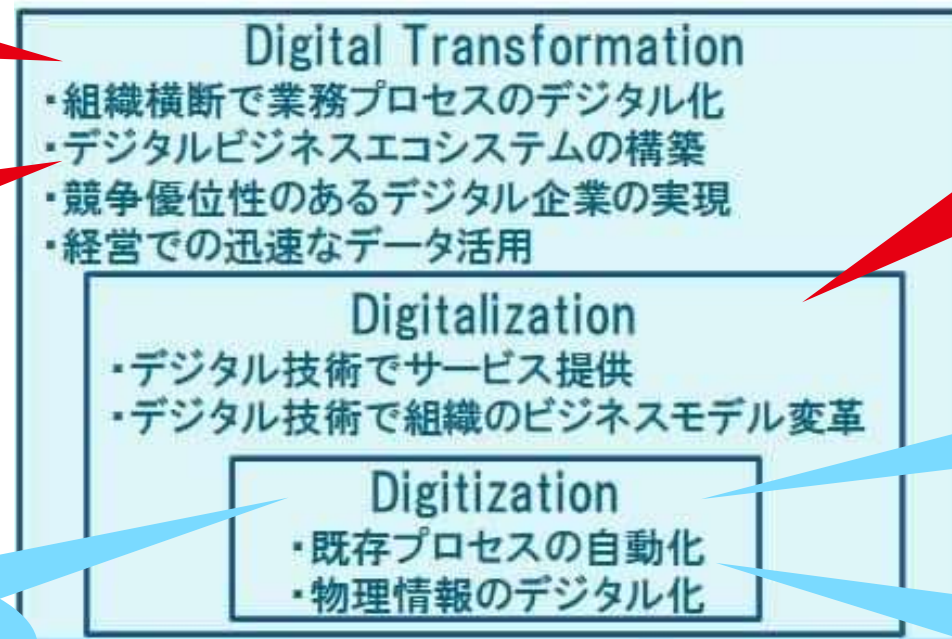 Digital Transformation
・組織横断で業務プロセスのデジタル化
・デジタルビジネスエコシステムの構築
・競争優位性のあるデジタル企業の実現
・経営での迅速なデータ活用
Digitalization
・デジタル技術でサービス提供
・デジタル技術で組織のビジネスモデル変革
Digitization
・既存プロセスの自動化
・物理情報のデジタル化